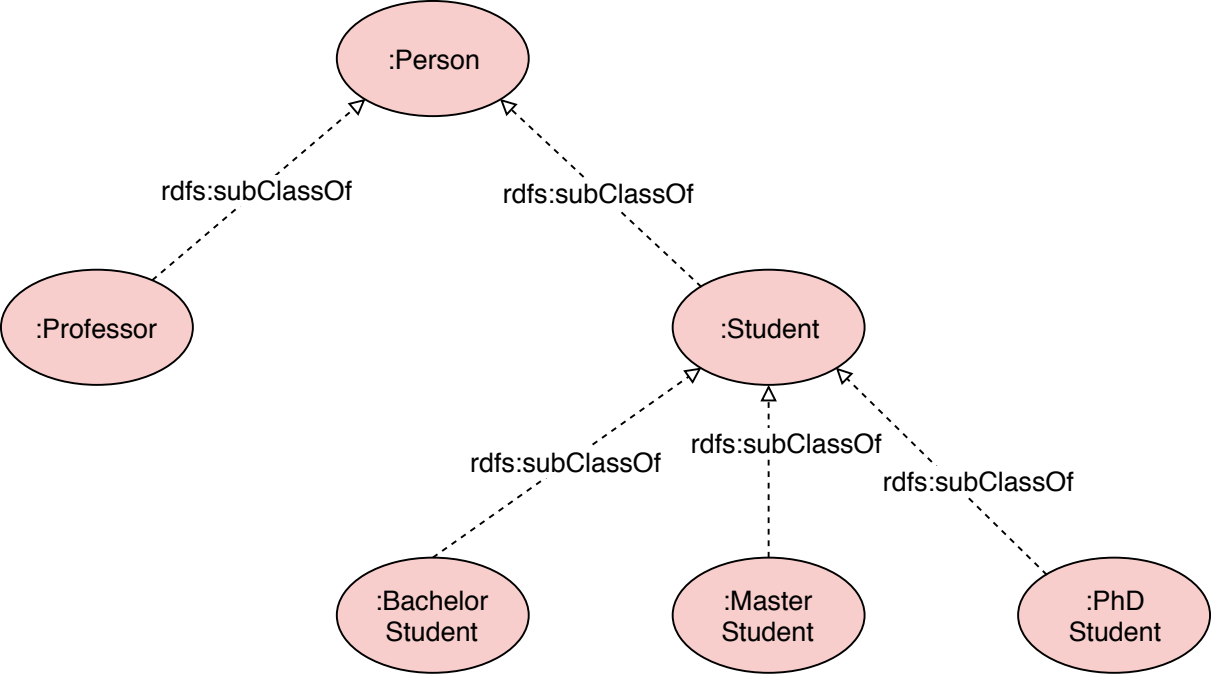 :Person
rdfs:subClassOf
rdfs:subClassOf
:Professor
:Student
rdfs:subClassOf
rdfs:subClassOf
rdfs:subClassOf
:Bachelor
Student
:Master
Student
:PhD
Student